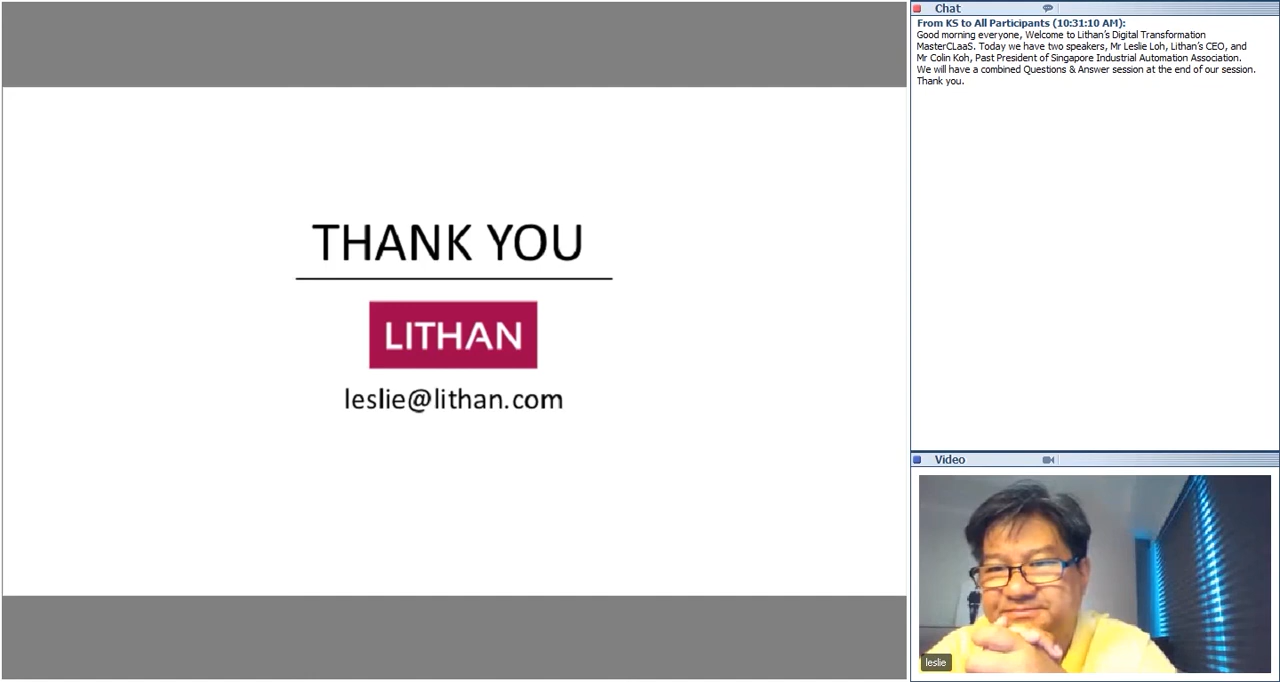 THANK YOU
LITHAN
leslie@lithan.com
Chat
From KS to All Participants (10:31:10 AM):
Good morning everyone, Welcome to Lithan's Digital Transformation
MasterCLaaS. Today we have two speakers, Mr Leslie Loh, Lithan's CEO, and
Mr Colin Koh, Past President of Singapore Industrial Automation Association.
We will have a combined Questions & Answer session at the end of our session.
Thank you.
Video
leslie